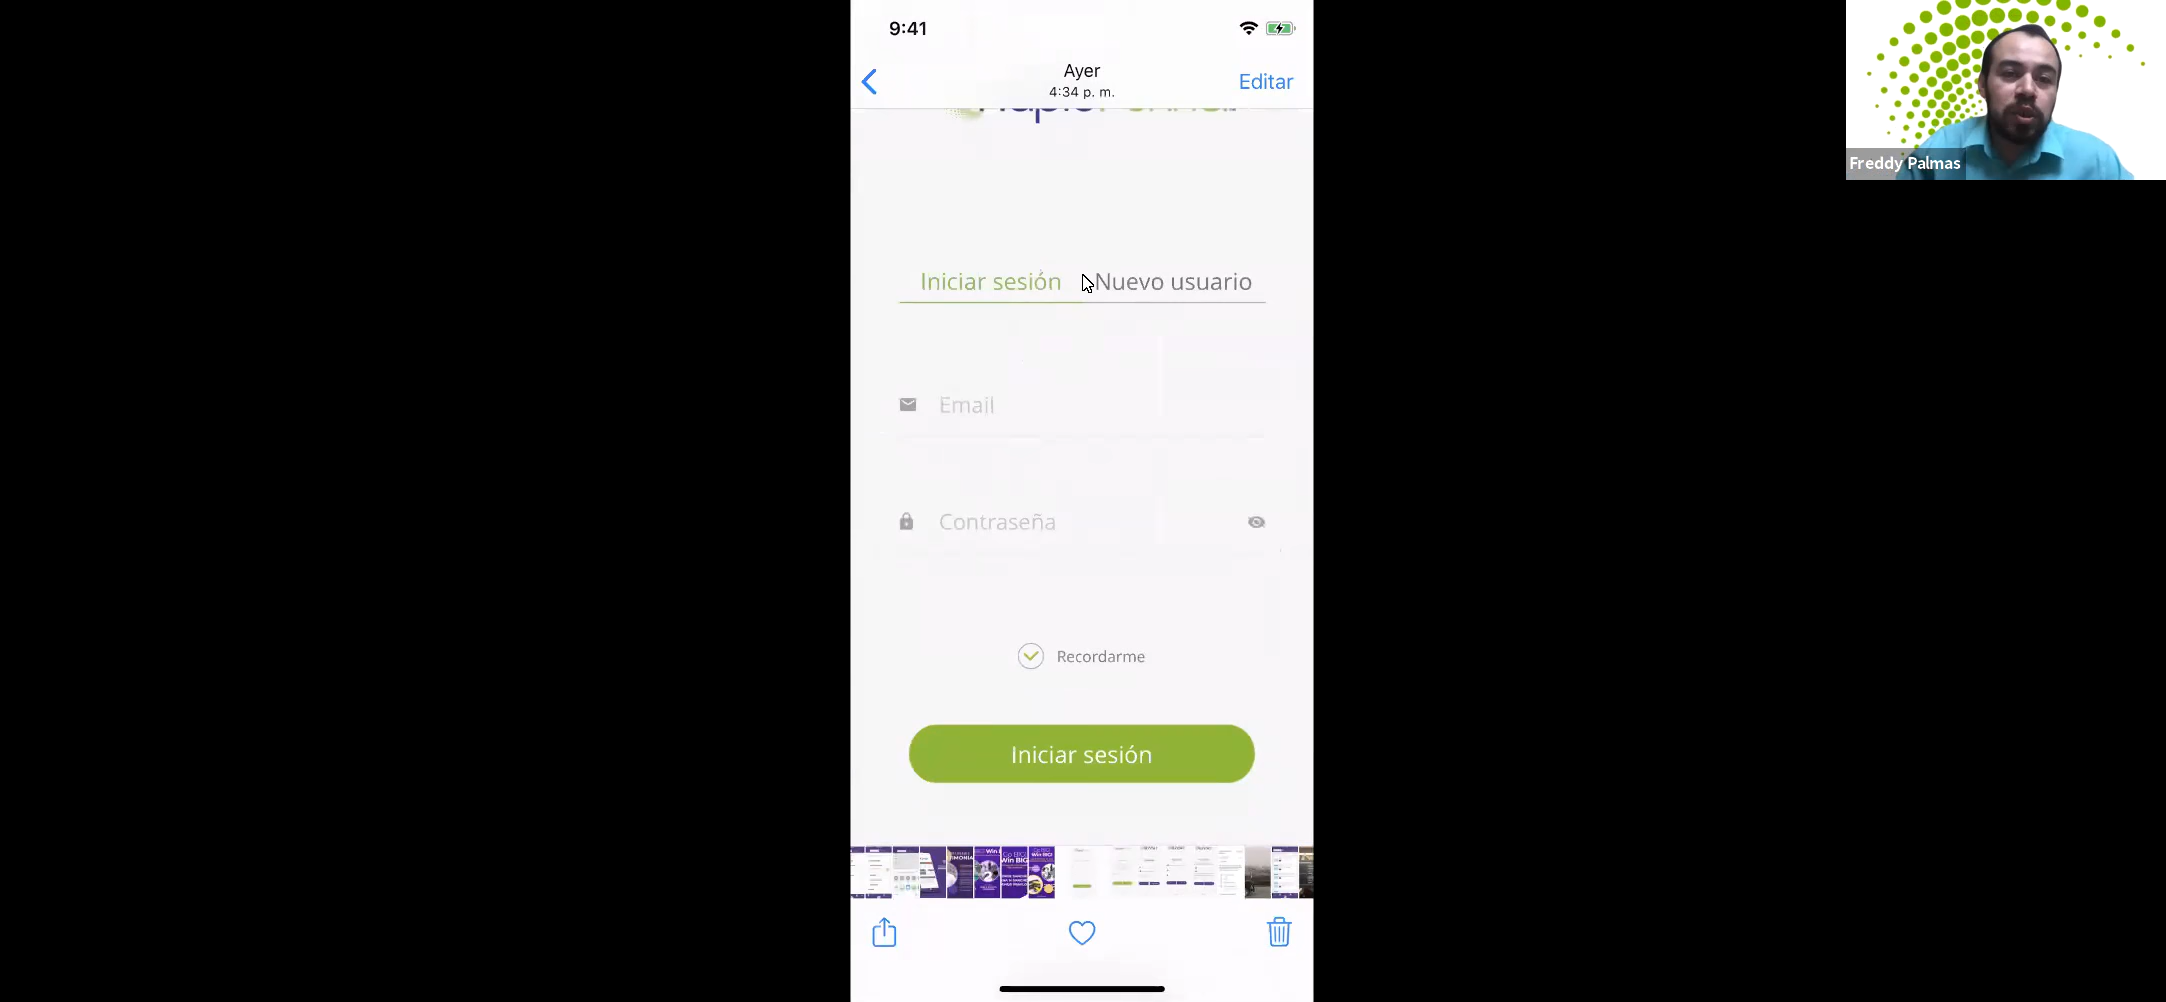 9:41
Ayer
4:34 p. m.
Editar
Freddy Palmas
Iniciar sesión
Nuevo usuario
Email
Contraseña
Recordarme
Iniciar sesión